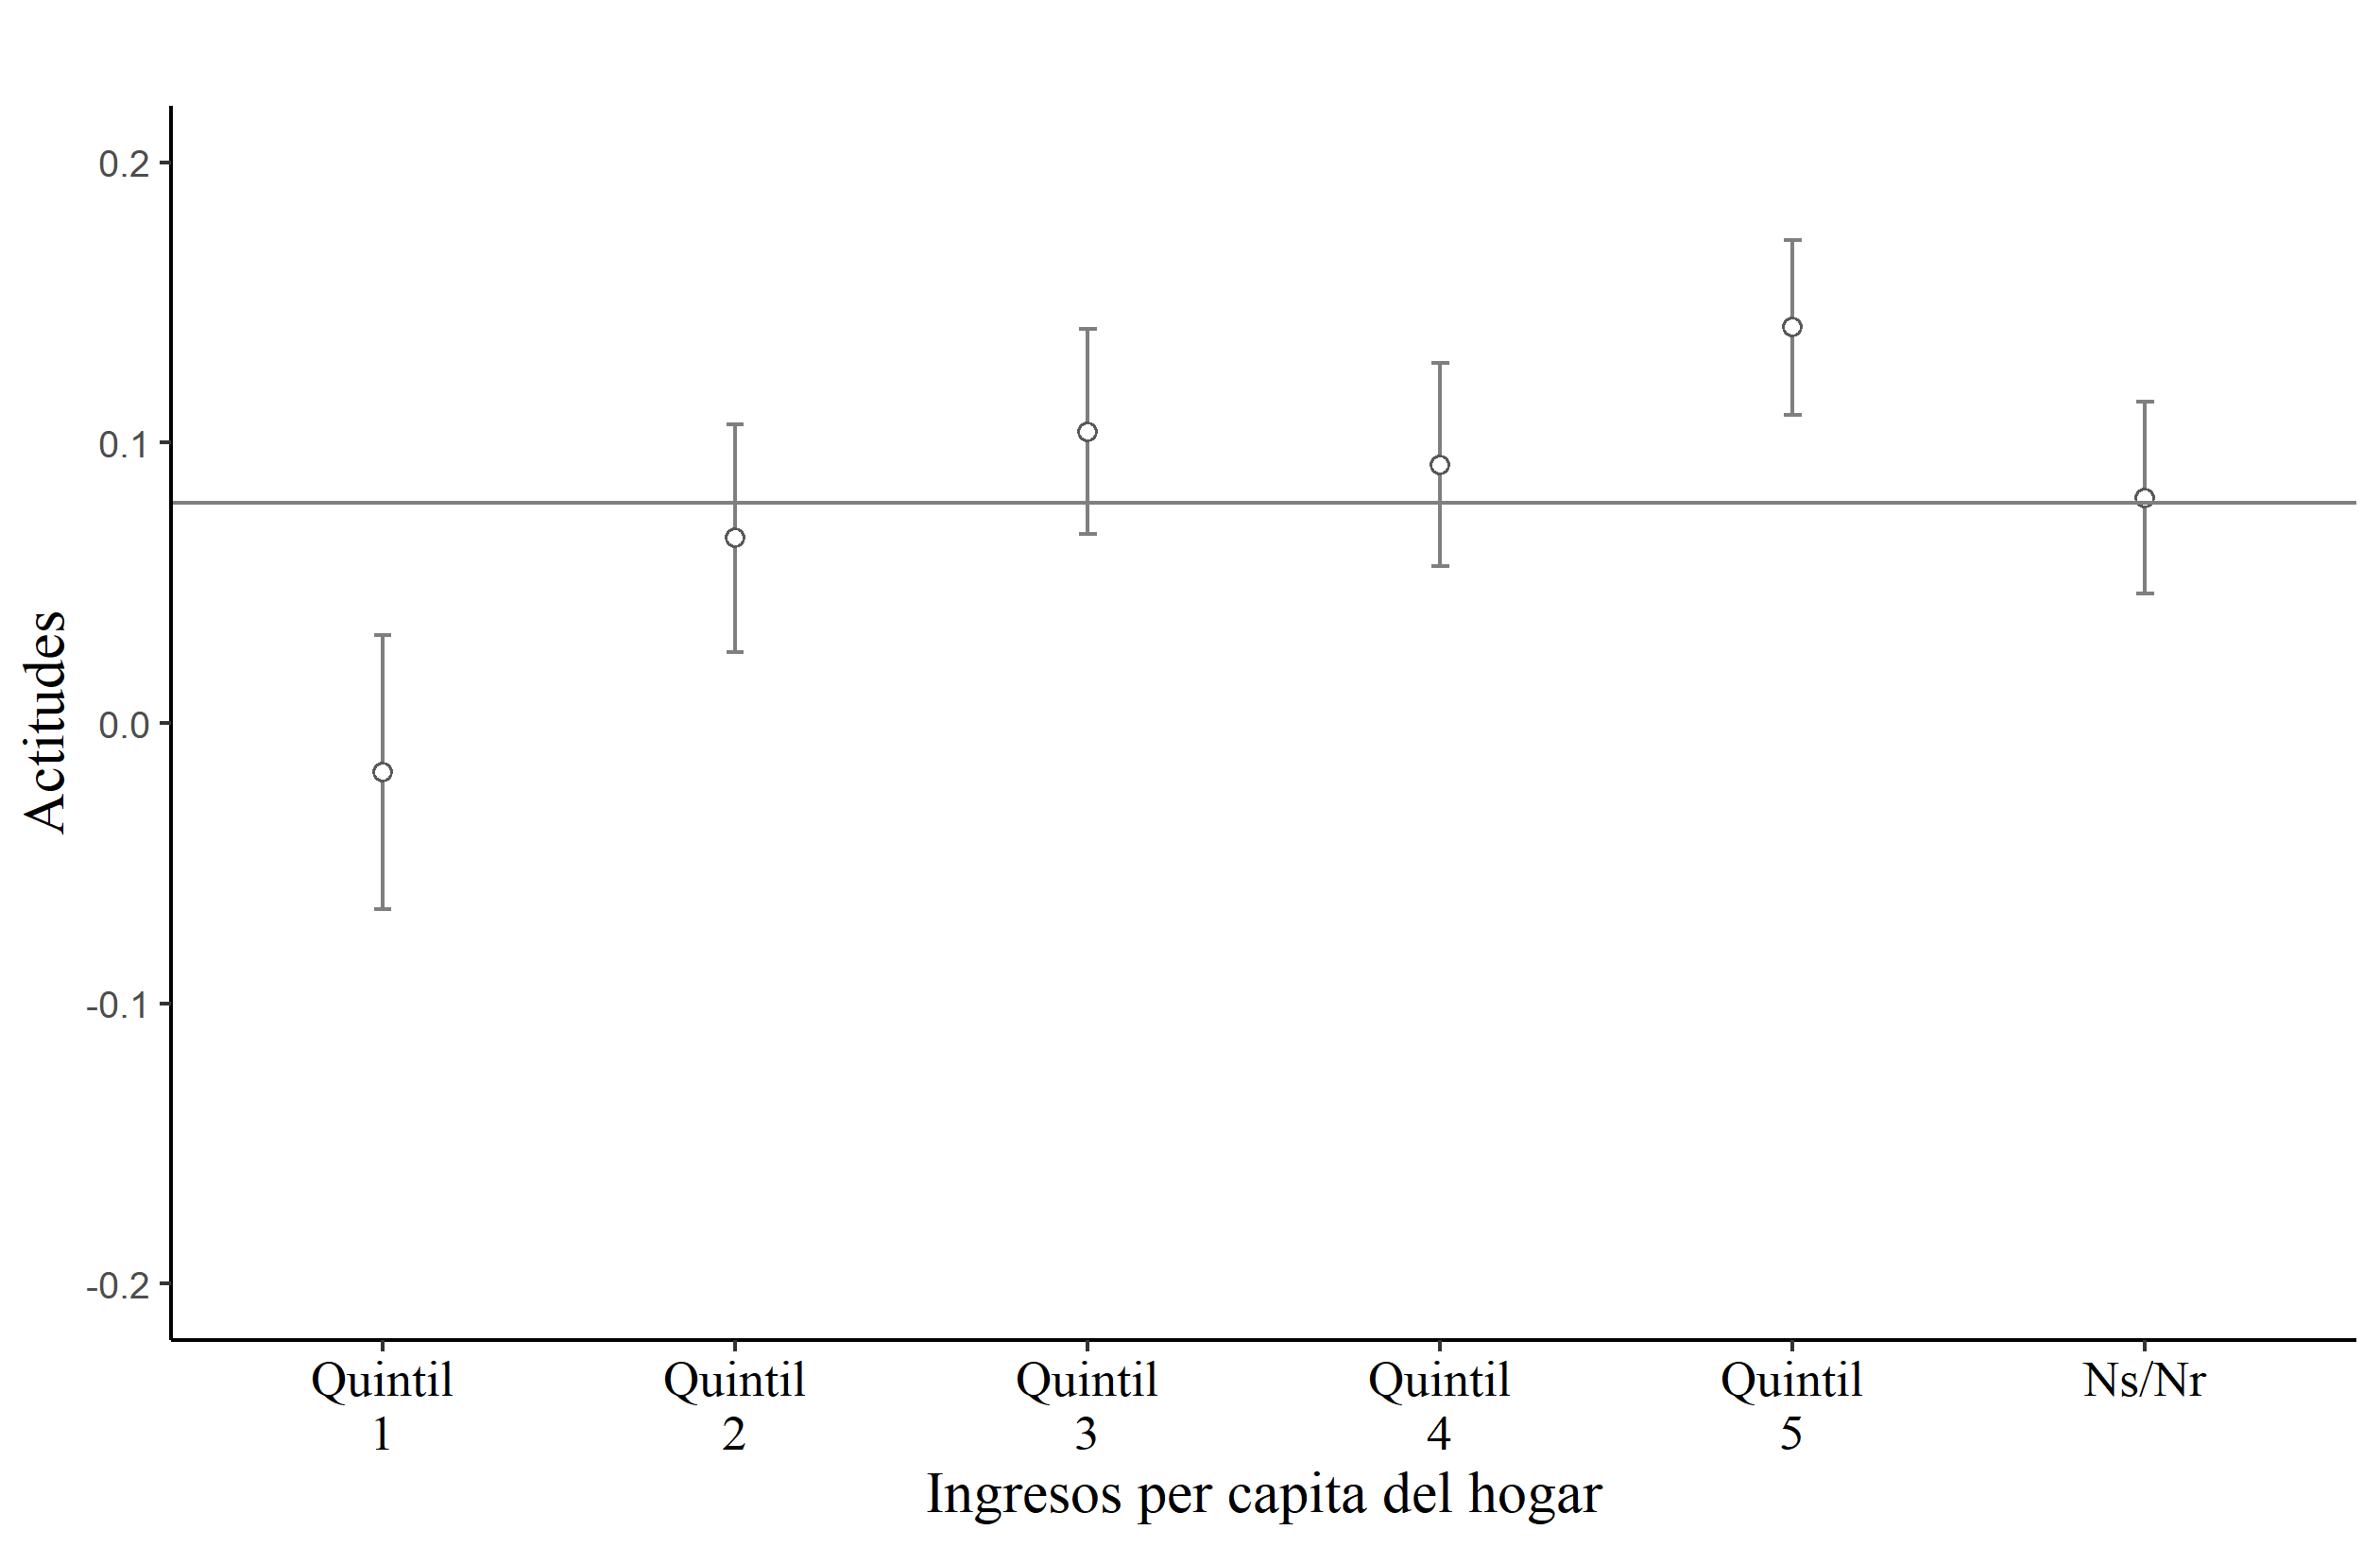 0.2
0.1
0.0
-0.1
-0.2
Actitudes
Quintil
1
Quintil
2
Quintil
3
Quintil
4
Quintil
5
Ns/Nr
Ingresos per capita del hogar